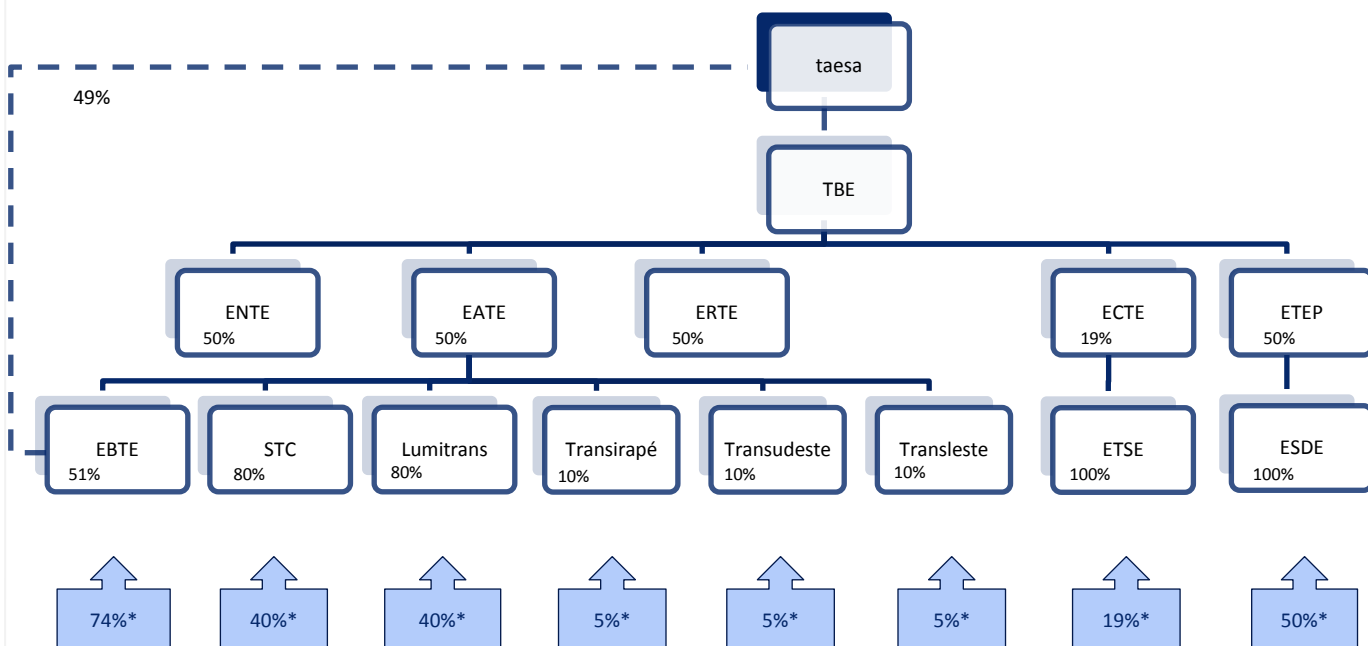 taesa
49%
TBE
ENTE
50%
EATE
50%
ERTE
50%
ECTE
19%
ETEP
50%
EBTE
51%
STC
80%
Lumitrans
80%
Transirapé
10%
Transudeste
10%
Transleste
10%
ETSE
100%
ESDE
100%
74%*
40%*
40%*
5%*
5%*
5%*
19%*
50%*